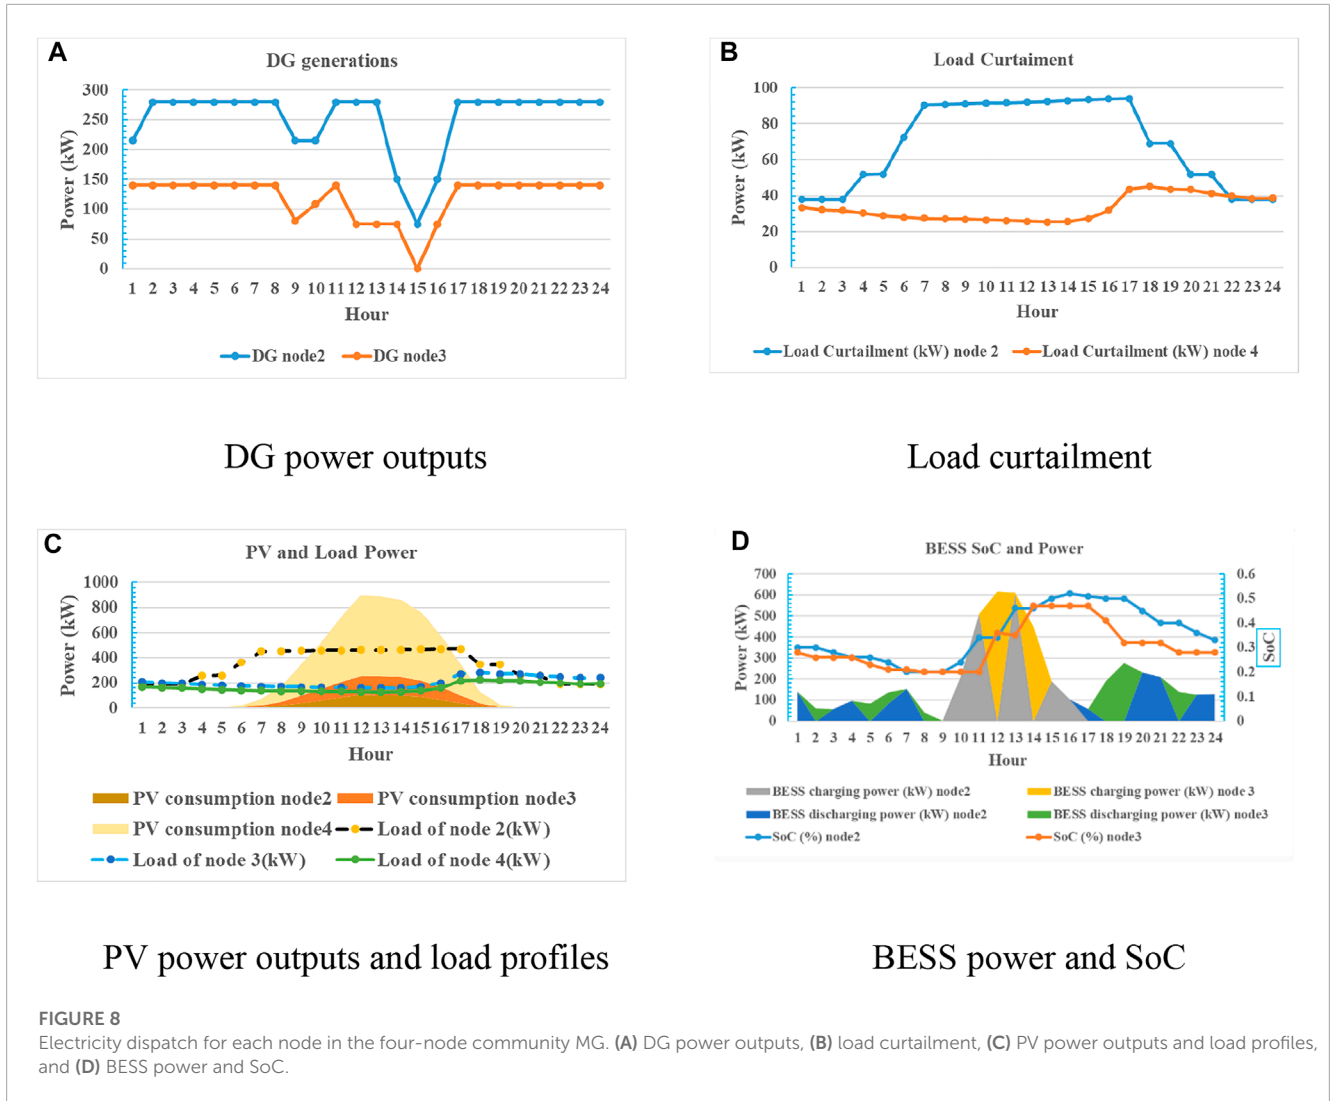 A
DG generations
Power (kW)
300
250
200
150
100
50
0
1 2 3 4 5 6 7 8 9 10 11 12 13 14 15 16 17 18 19 20 21 22 23 24
Hour
DG node2 DG node3
DG power outputs
B
Load Curtaiment
Power (kW)
100
80
60
40
20
0
1 2 3 4 5 6 7 8 9 10 11 12 13 14 15 16 17 18 19 20 21 22 23 24
Hour
Load Curtailment (kW) node 2 Load Curtailment (kW) node 4
Load curtailment
C
PV and Load Power
Power (kW)
1000
800
600
400
200
0
1 2 3 4 5 6 7 8 9 10 11 12 13 14 15 16 17 18 19 20 21 22 23 24
Hour
PV consumption node2 PV consumption node3
PV consumption node4 Load of node 2(kW)
Load of node 3(kW) Load of node 4(kW)
PV power outputs and load profiles
D
BESS SoC and Power
Power (kW)
700
600
500
400
300
200
100
0
0.6
0.5
0.4
0.3
0.2
0.1
0
SoC
1 2 3 4 5 6 7 8 9 10 11 12 13 14 15 16 17 18 19 20 21 22 23 24
Hour
BESS charging power (kW) node2 BESS charging power (kW) node 3
BESS discharging power (kW) node2 BESS discharging power (kW) node3
SoC (%) node2 SoC (%) node3
BESS power and SoC
FIGURE 8
Electricity dispatch for each node in the four-node community MG. (A) DG power outputs, (B) load curtailment, (C) PV power outputs and load profiles,
and (D) BESS power and SoC.